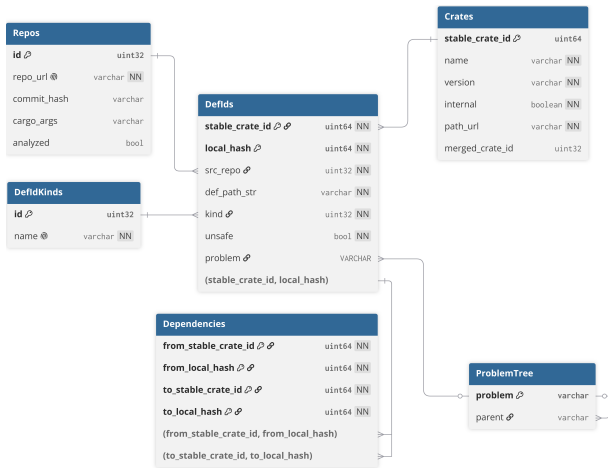 Repos
id uint32
repo_url varchar NN
commit_hash varchar
cargo_args varchar
analyzed bool
DefIdKinds
id uint32
name varchar NN
DefIds
stable_crate_id uint64 NN
local_hash uint64 NN
src_repo uint32 NN
def_path_str varchar NN
kind uint32 NN
unsafe bool NN
problem VARCHAR
(stable_crate_id, local_hash)
Crates
stable_crate_id uint64
name varchar NN
version varchar NN
internal boolean NN
path_url varchar NN
merged_crate_id uint32
Dependencies
from_stable_crate_id uint64 NN
from_local_hash uint64 NN
to_stable_crate_id uint64 NN
to_local_hash uint64 NN
(from_stable_crate_id, from_local_hash)
(to_stable_crate_id, to_local_hash)
ProblemTree
problem varchar
parent varchar